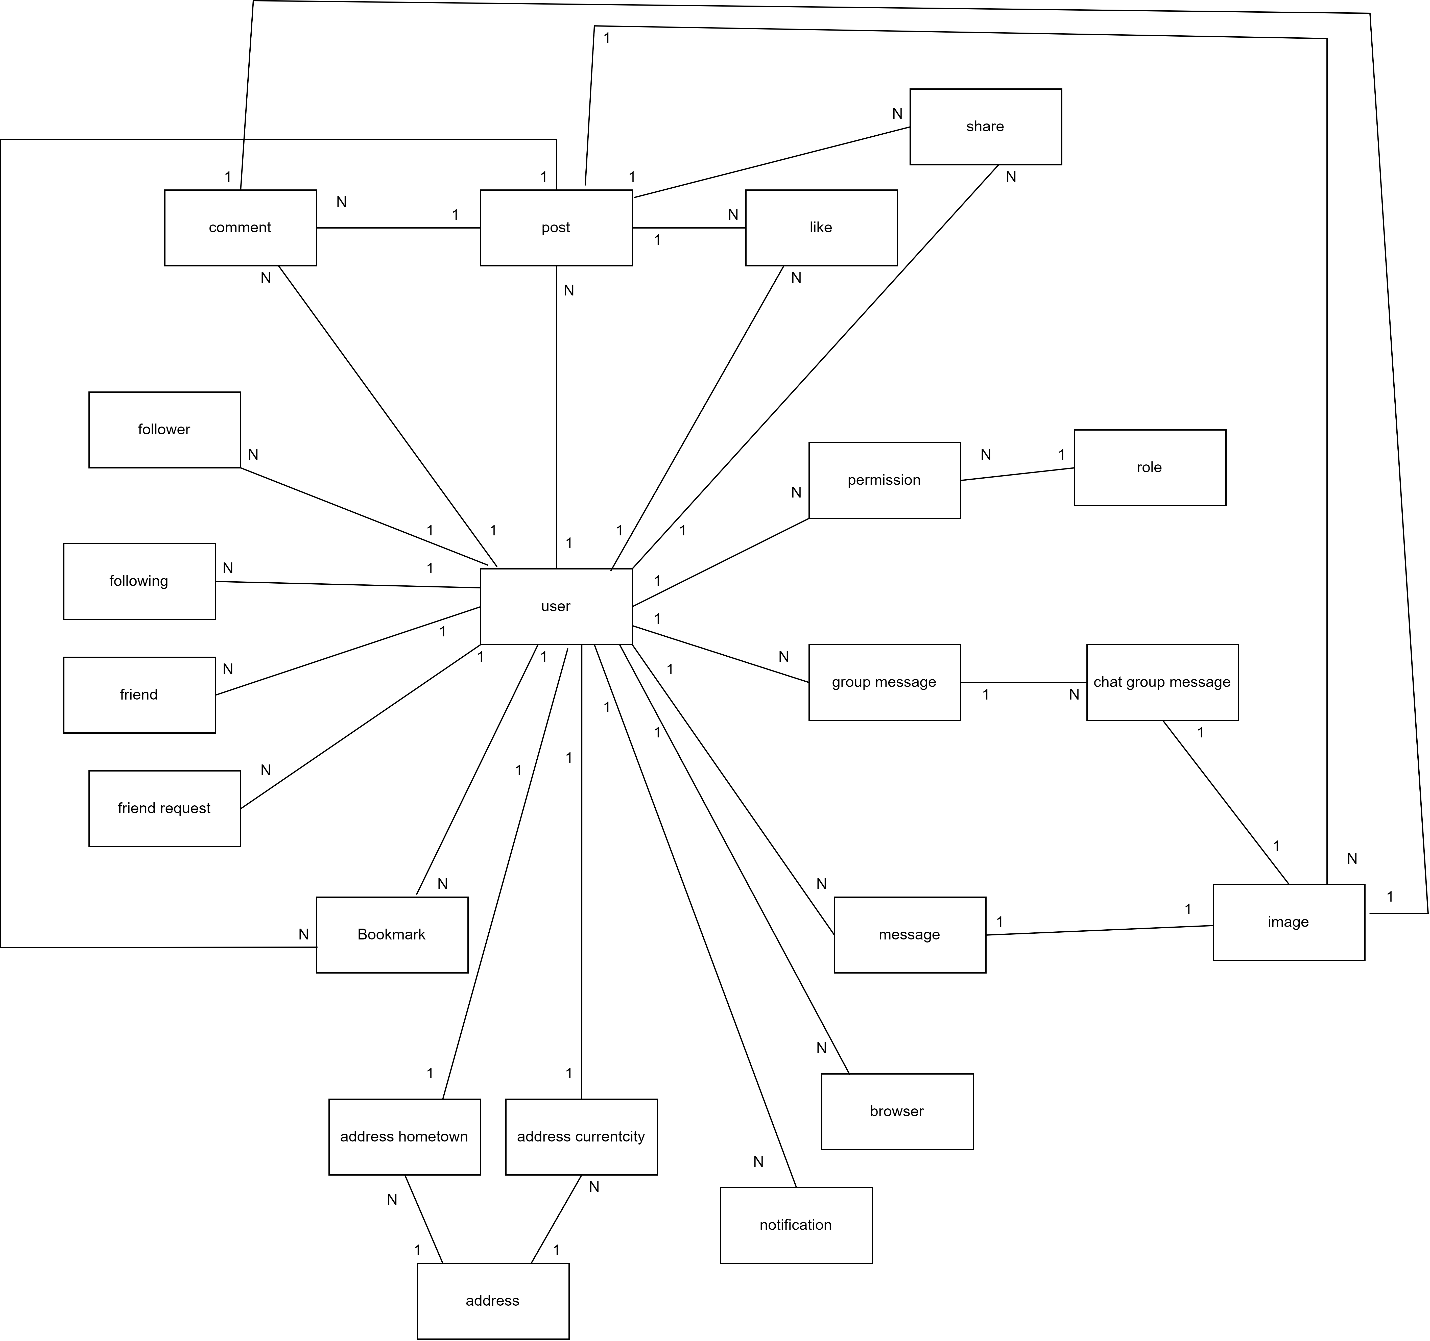 1
share
N
1
1
1
N
comment
N
1
post
1
N
like
N
N
N
N
follower
N
1
1
1
1
1
permission
N
N
1
role
following
N
1
user
1
1
friend
N
1
1
1
1
group message
N
1
N
chat group message
1
friend request
N
1
1
1
1
1
Bookmark
N
N
message
N
1
1
image
N
1
browser
N
address hometown
1
N
address currentcity
1
N
notification
N
1
1
address